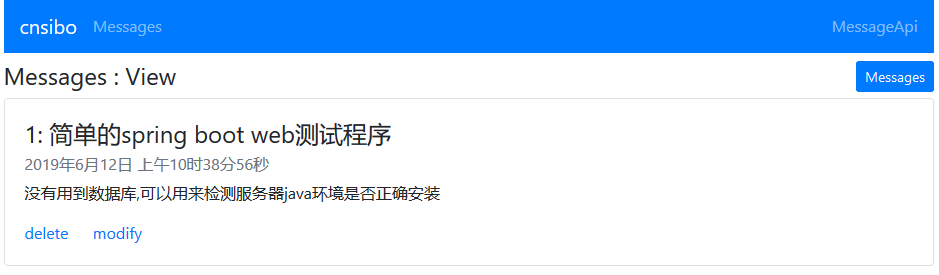 cnsibo Messages MessageApi
Messages : View Messages
1: 简单的spring boot web测试程序
2019年6月12日 上午10时38分56秒
没有用到数据库,可以用来检测服务器java环境是否正确安装
delete modify